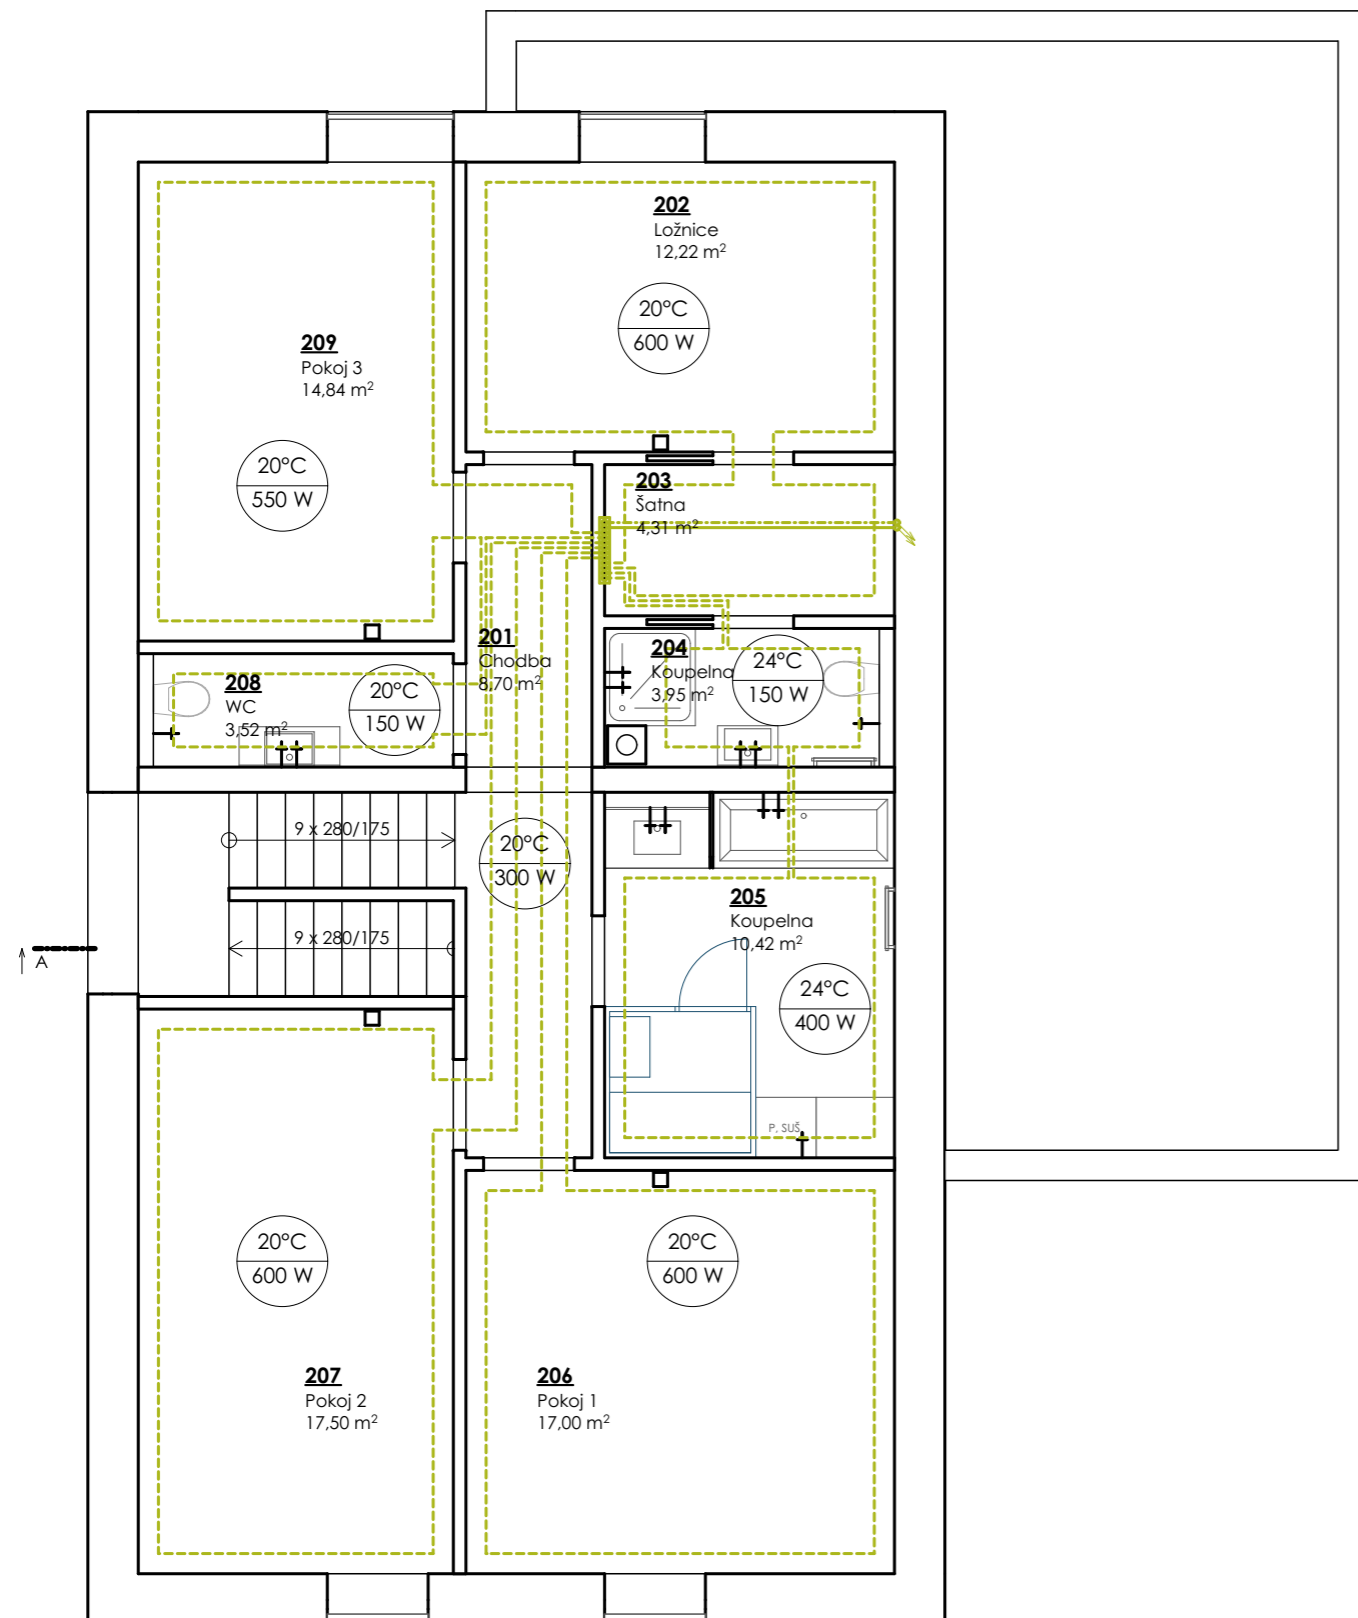 202
Ložnice
12,22 m²
20°C
600 W
209
Pokoj 3
14,84 m²
20°C
550 W
203
Šatna
4,31 m²
201
Chodba
8,70 m²
204
Koupelna
3,95 m²
24°C
150 W
208
WC
3,52 m²
20°C
150 W
9 x 280/175
20°C
300 W
205
Koupelna
10,42 m²
9 x 280/175
A
24°C
400 W
P, SUŠ.
20°C
600 W
20°C
600 W
207
Pokoj 2
17,50 m²
206
Pokoj 1
17,00 m²